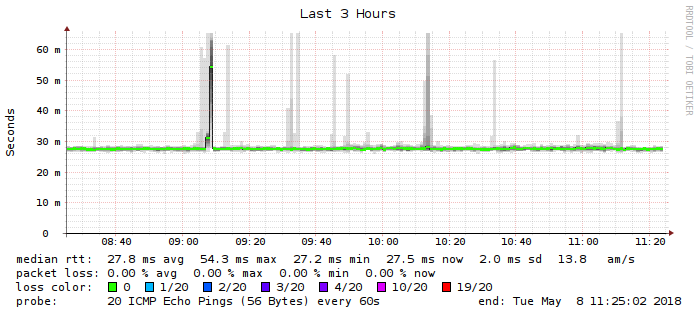 Last 3 Hours
RRDTOOL / TOBI OETIKER
Seconds
60 m
50 m
40 m
30 m
20 m
10 m
0
08:40 09:00 09:20 09:40 10:00 10:20 10:40 11:00 11:20
median rtt: 27.8 ms avg 54.3 ms max 27.2 ms min 27.5 ms now 2.0 ms sd 13.8 am/s
packet loss: 0.00 % avg 0.00 % max 0.00 % min 0.00 % now
loss color: 0 1/20 2/20 3/20 4/20 10/20 19/20
probe: 20 ICMP Echo Pings (56 Bytes) every 60s end: Tue May 8 11:25:02 2018